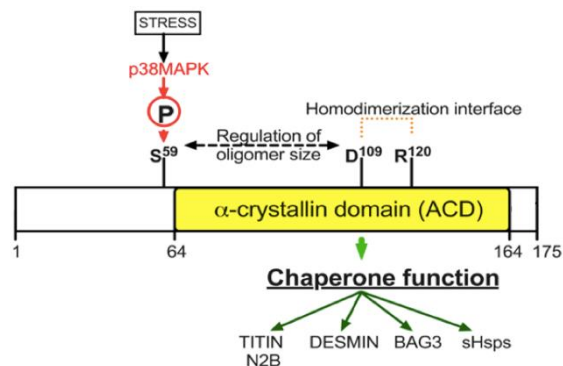 STRESS
p38MAPK
P
Homodimerization interface
S59
Regulation of
oligomer size
D109
R120
α-crystallin domain (ACD)
1
64
164
175
Chaperone function
TITIN
N2B
DESMIN
BAG3
sHsps